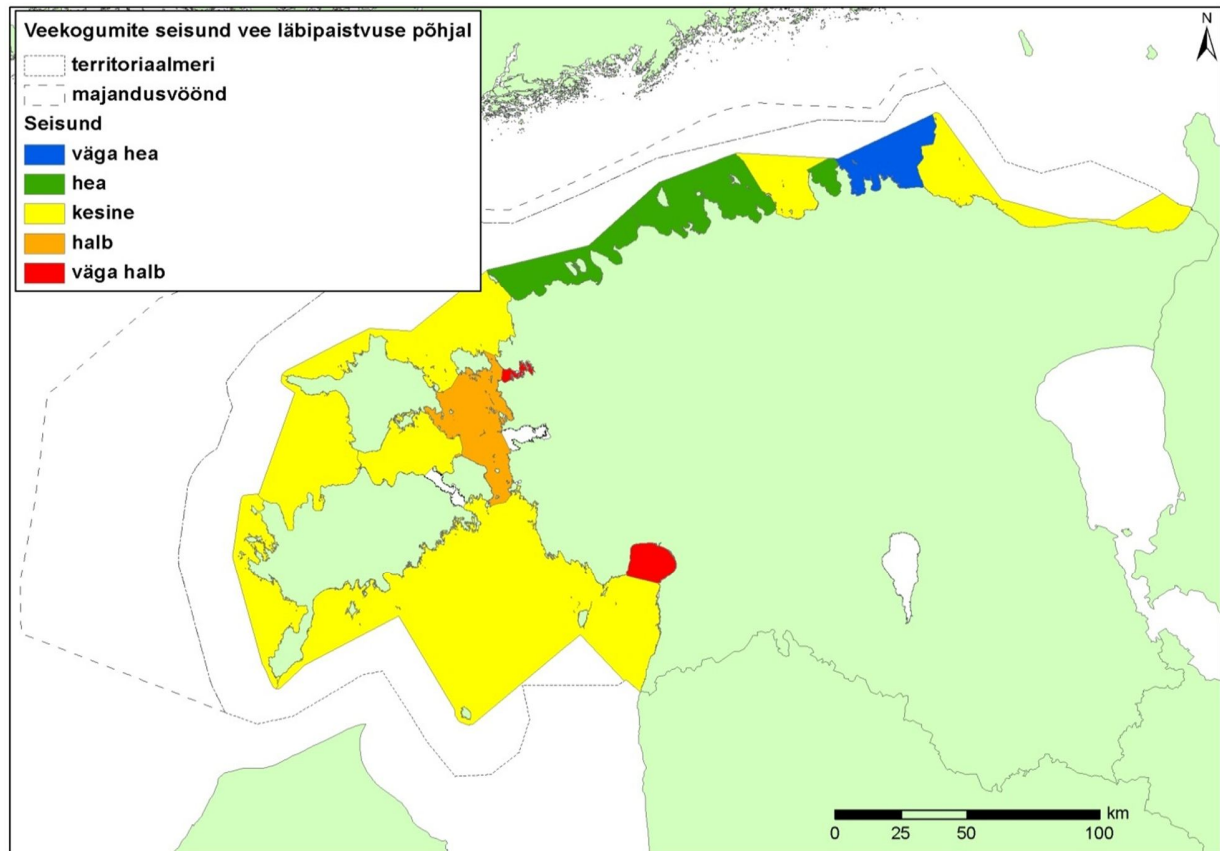 Veekogumite seisund vee läbipaistvuse põhjal
territoriaalmeri
majandusvöönd
Seisund
väga hea
hea
kesine
halb
väga halb
N
km
0 25 50 100